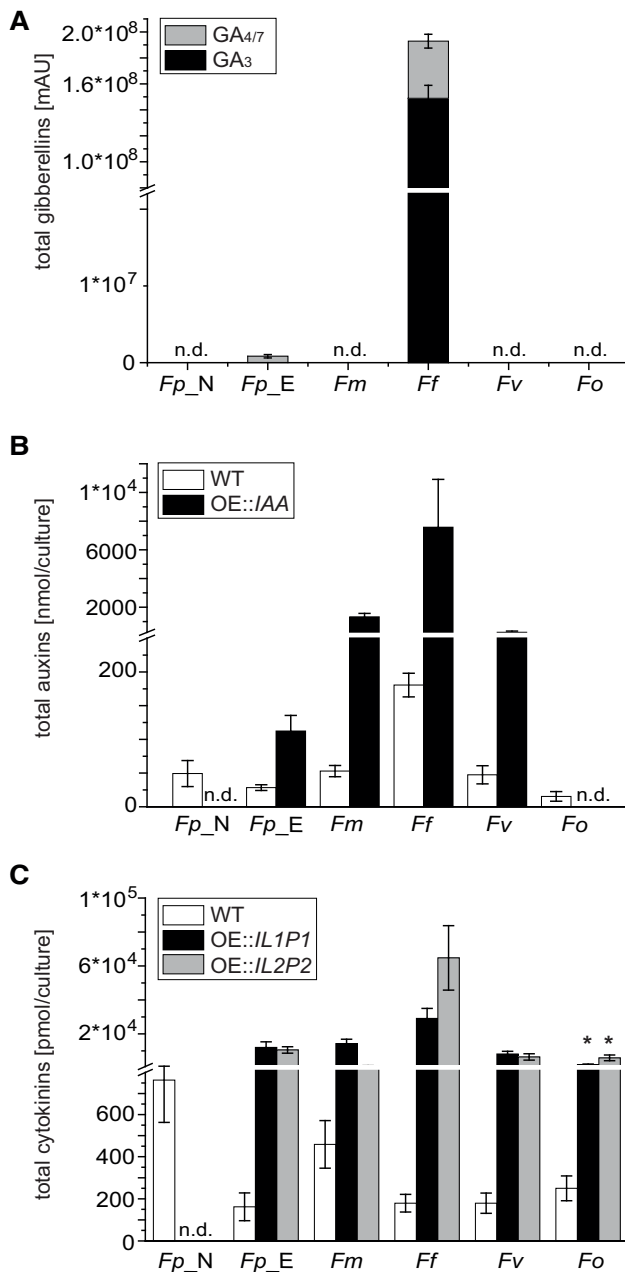 A
GA4/7
GA3
total gibberellins [mAU]
2.0*10^8
1.6*10^8
1.0*10^8
1*10^7
0
n.d. n.d. n.d. n.d.
Fp_N Fp_E Fm Ff Fv Fo
B
WT
OE::IAA
total auxins [nmol/culture]
1*10^4
6000
2000
200
0
n.d. n.d.
Fp_N Fp_E Fm Ff Fv Fo
C
WT
OE::IL1P1
OE::IL2P2
total cytokinins [pmol/culture]
1*10^5
6*10^4
2*10^4
600
400
200
0
* *
n.d.
Fp_N Fp_E Fm Ff Fv Fo